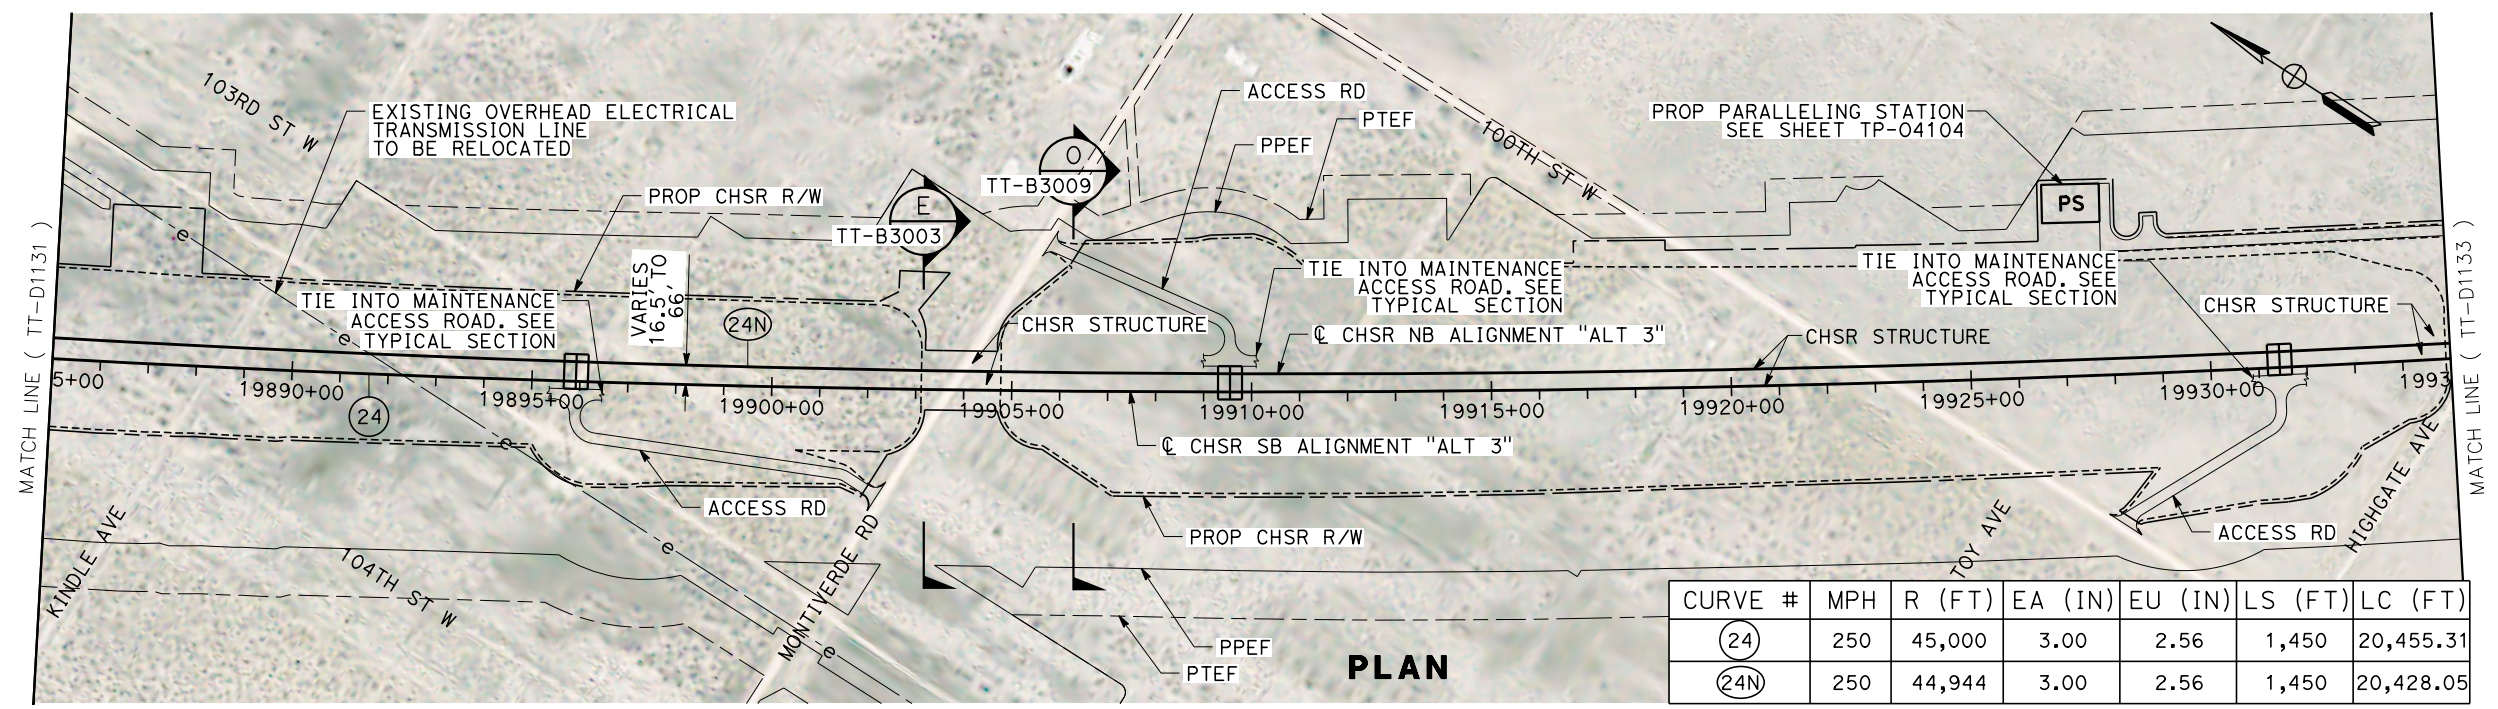 103RD ST W
EXISTING OVERHEAD ELECTRICAL
TRANSMISSION LINE
TO BE RELOCATED
PROP CHSR R/W
E
TT-B3003
O
TT-B3009
ACCESS RD
PTEF
PPEF
100TH ST W
PROP PARALLELING STATION
SEE SHEET TP-04104
PS
MATCH LINE ( TT-D1131 )
TIE INTO MAINTENANCE
ACCESS ROAD. SEE
TYPICAL SECTION
VARIES
16.5' TO
66'
24N
CHSR STRUCTURE
TIE INTO MAINTENANCE
ACCESS ROAD. SEE
TYPICAL SECTION
℄ CHSR NB ALIGNMENT "ALT 3"
CHSR STRUCTURE
TIE INTO MAINTENANCE
ACCESS ROAD. SEE
TYPICAL SECTION
CHSR STRUCTURE
MATCH LINE ( TT-D1133 )
5+00
19890+00
19895+00
19900+00
19905+00
19910+00
19915+00
19920+00
19925+00
19930+00
1993
24
℄ CHSR SB ALIGNMENT "ALT 3"
e
e
e
e
e
ACCESS RD
PROP CHSR R/W
ACCESS RD
KINDLE AVE
104TH ST W
MONTIVERDE RD
TOY AVE
HIGHGATE AVE
PPEF
PTEF
PLAN
CURVE # MPH R (FT) EA (IN) EU (IN) LS (FT) LC (FT)
24 250 45,000 3.00 2.56 1,450 20,455.31
24N 250 44,944 3.00 2.56 1,450 20,428.05